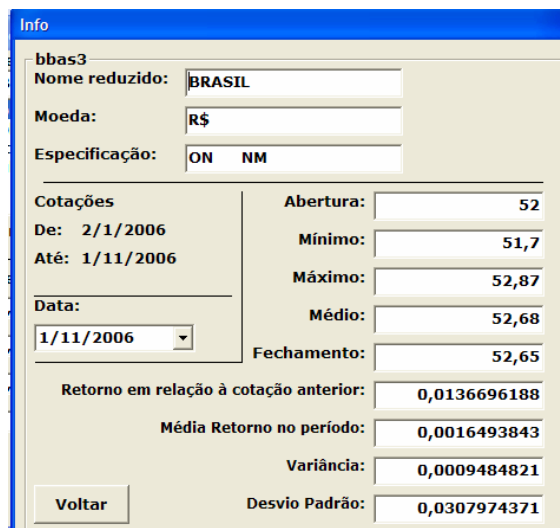 Info
bbas3
Nome reduzido: BRASIL
Moeda: R$
Especificação: ON NM
Cotações
De: 2/1/2006
Até: 1/11/2006
Data:
1/11/2006
Abertura: 52
Mínimo: 51,7
Máximo: 52,87
Médio: 52,68
Fechamento: 52,65
Retorno em relação à cotação anterior: 0,0136696188
Média Retorno no período: 0,0016493843
Variância: 0,0009484821
Desvio Padrão: 0,0307974371
Voltar